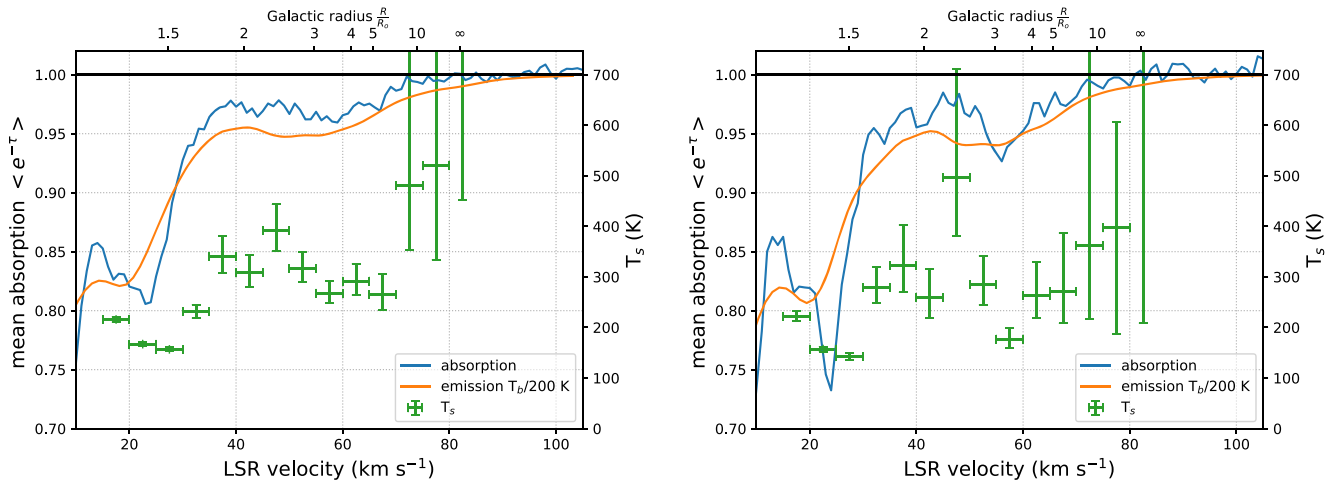 Galactic radius R/R₀
1.5 2 3 4 5 10 ∞
1.00
0.95
0.90
0.85
0.80
0.75
0.70
mean absorption < e^{−τ} >
700
600
500
400
300
200
100
0
T_s (K)
absorption
emission T_b/200 K
T_s
20 40 60 80 100
LSR velocity (km s⁻¹)
Galactic radius R/R₀
1.5 2 3 4 5 10 ∞
1.00
0.95
0.90
0.85
0.80
0.75
0.70
mean absorption < e^{−τ} >
700
600
500
400
300
200
100
0
T_s (K)
absorption
emission T_b/200 K
T_s
20 40 60 80 100
LSR velocity (km s⁻¹)